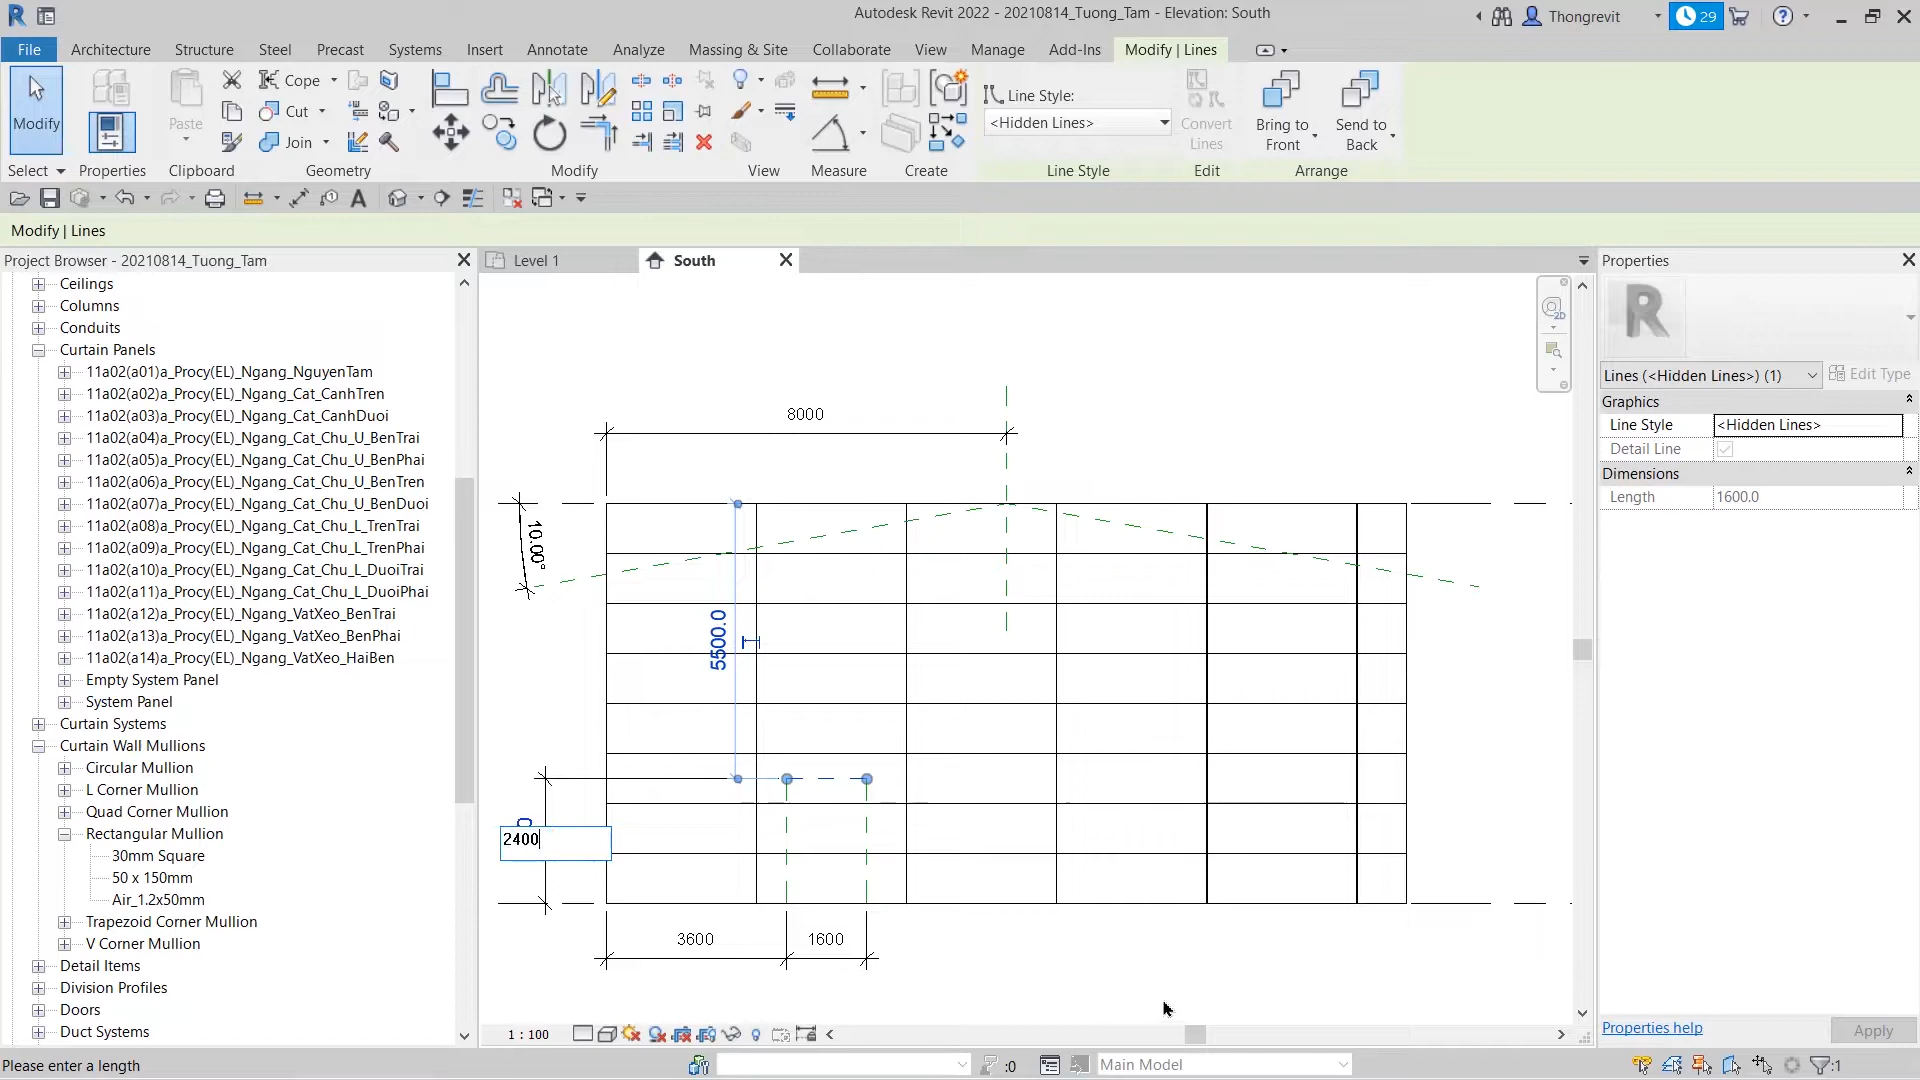 Autodesk Revit 2022 - 20210814_Tuong_Tam - Elevation: South
Thongrevit
29
File
Architecture
Structure
Steel
Precast
Systems
Insert
Annotate
Analyze
Massing & Site
Collaborate
View
Manage
Add-Ins
Modify | Lines
Modify
Paste
Cope
Cut
Join
Line Style:
<Hidden Lines>
Convert
Lines
Bring to
Front
Send to
Back
Select
Properties
Clipboard
Geometry
Modify
View
Measure
Create
Line Style
Edit
Arrange
Modify | Lines
Project Browser - 20210814_Tuong_Tam
Ceilings
Columns
Conduits
Curtain Panels
11a02(a01)a_Procy(EL)_Ngang_NguyenTam
11a02(a02)a_Procy(EL)_Ngang_Cat_CanhTren
11a02(a03)a_Procy(EL)_Ngang_Cat_CanhDuoi
11a02(a04)a_Procy(EL)_Ngang_Cat_Chu_U_BenTrai
11a02(a05)a_Procy(EL)_Ngang_Cat_Chu_U_BenPhai
11a02(a06)a_Procy(EL)_Ngang_Cat_Chu_U_BenTren
11a02(a07)a_Procy(EL)_Ngang_Cat_Chu_U_BenDuoi
11a02(a08)a_Procy(EL)_Ngang_Cat_Chu_L_TrenTrai
11a02(a09)a_Procy(EL)_Ngang_Cat_Chu_L_TrenPhai
11a02(a10)a_Procy(EL)_Ngang_Cat_Chu_L_DuoiTrai
11a02(a11)a_Procy(EL)_Ngang_Cat_Chu_L_DuoiPhai
11a02(a12)a_Procy(EL)_Ngang_VatXeo_BenTrai
11a02(a13)a_Procy(EL)_Ngang_VatXeo_BenPhai
11a02(a14)a_Procy(EL)_Ngang_VatXeo_HaiBen
Empty System Panel
System Panel
Curtain Systems
Curtain Wall Mullions
Circular Mullion
L Corner Mullion
Quad Corner Mullion
Rectangular Mullion
30mm Square
50 x 150mm
Air_1.2x50mm
Trapezoid Corner Mullion
V Corner Mullion
Detail Items
Division Profiles
Doors
Duct Systems
Level 1
South
2D
8000
10.00°
5500.0
0
2400
3600
1600
1 : 100
Properties
R
Lines (<Hidden Lines>) (1)
Edit Type
Graphics
Line Style
<Hidden Lines>
Detail Line
Dimensions
Length
1600.0
Properties help
Apply
Please enter a length
:0
Main Model
:1